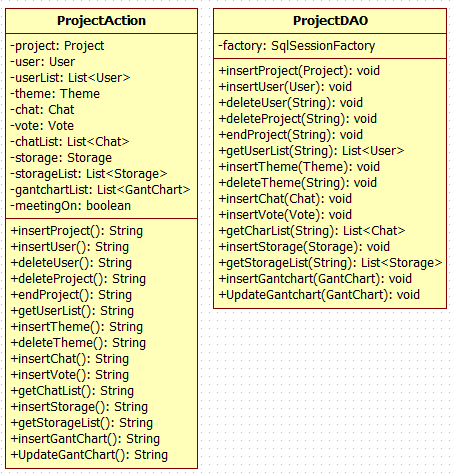 ProjectAction
-project: Project
-user: User
-userList: List<User>
-theme: Theme
-chat: Chat
-vote: Vote
-chatList: List<Chat>
-storage: Storage
-storageList: List<Storage>
-gantchartList: List<GantChart>
-meetingOn: boolean
+insertProject(): String
+insertUser(): String
+deleteUser(): String
+deleteProject(): String
+endProject(): String
+getUserList(): String
+insertTheme(): String
+deleteTheme(): String
+insertChat(): String
+insertVote(): String
+getChatList(): String
+insertStorage(): String
+getStorageList(): String
+insertGantChart(): String
+UpdateGantChart(): String
ProjectDAO
-factory: SqlSessionFactory
+insertProject(Project): void
+insertUser(User): void
+deleteUser(String): void
+deleteProject(String): void
+endProject(String): void
+getUserList(String): List<User>
+insertTheme(Theme): void
+deleteTheme(String): void
+insertChat(Chat): void
+insertVote(Vote): void
+getCharList(String): List<Chat>
+insertStorage(Storage): void
+getStorageList(String): List<Storage>
+insertGantchart(GantChart): void
+UpdateGantchart(GantChart): void